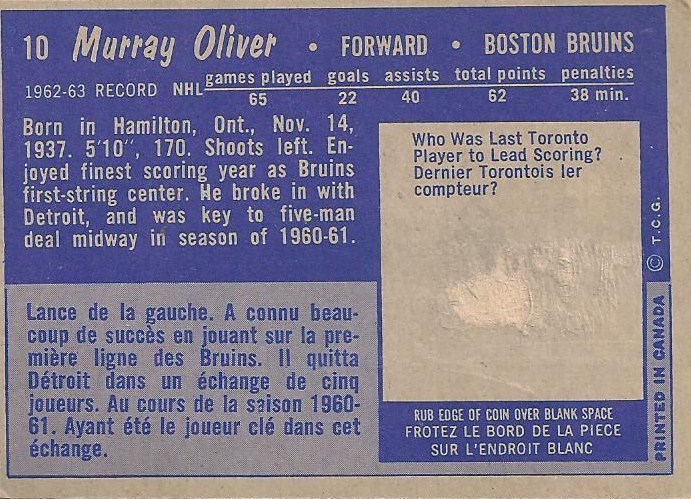 10 Murray Oliver • FORWARD • BOSTON BRUINS
games played goals assists total points penalties
1962-63 RECORD NHL 65 22 40 62 38 min.
Born in Hamilton, Ont., Nov. 14,
1937. 5'10", 170. Shoots left. En-
joyed finest scoring year as Bruins
first-string center. He broke in with
Detroit, and was key to five-man
deal midway in season of 1960-61.
Lance de la gauche. A connu beau-
coup de succès en jouant sur la pre-
mière ligne des Bruins. Il quitta
Détroit dans un échange de cinq
joueurs. Au cours de la saison 1960-
61. Ayant été le joueur clé dans cet
échange.
Who Was Last Toronto
Player to Lead Scoring?
Dernier Torontois ler
compteur?
RUB EDGE OF COIN OVER BLANK SPACE
FROTEZ LE BORD DE LA PIECE
SUR L'ENDROIT BLANC
PRINTED IN CANADA © T.C.G.